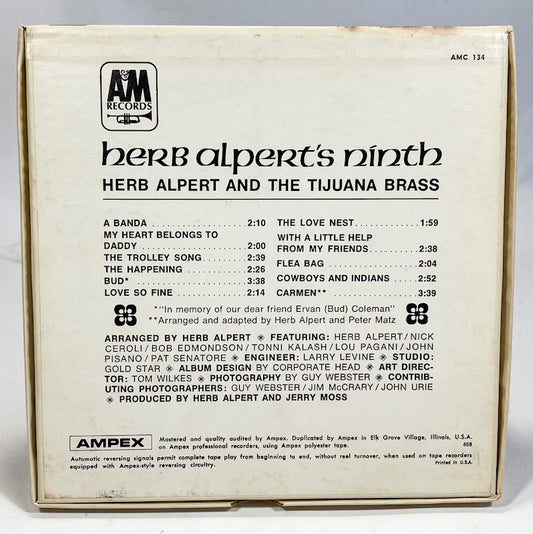 AMC 134
A&M
RECORDS
herb alpert's ninth
HERB ALPERT AND THE TIJUANA BRASS
A BANDA ......................2:10
MY HEART BELONGS TO
DADDY .....................2:00
THE TROLLEY SONG............2:39
THE HAPPENING ..............2:26
BUD* ........................3:38
LOVE SO FINE ................2:14
THE LOVE NEST...............1:59
WITH A LITTLE HELP
FROM MY FRIENDS............2:38
FLEA BAG ....................2:04
COWBOYS AND INDIANS .......2:52
CARMEN** ...................3:39
*"In memory of our dear friend Ervan (Bud) Coleman"
**Arranged and adapted by Herb Alpert and Peter Matz
ARRANGED BY HERB ALPERT ✽ FEATURING: HERB ALPERT/NICK
CEROLI/BOB EDMONDSON/TONNI KALASH/LOU PAGANI/JOHN
PISANO/PAT SENATORE ✽ ENGINEER: LARRY LEVINE ✽ STUDIO:
GOLD STAR ✽ ALBUM DESIGN BY CORPORATE HEAD ✽ ART DIREC-
TOR: TOM WILKES ✽ PHOTOGRAPHY BY GUY WEBSTER ✽ CONTRIB-
UTING PHOTOGRAPHERS: GUY WEBSTER/JIM McCRARY/JOHN URIE
✽ PRODUCED BY HERB ALPERT AND JERRY MOSS
AMPEX
Mastered and quality audited by Ampex. Duplicated by Ampex in Elk Grove Village, Illinois, U.S.A.
on Ampex professional recorders, using Ampex polyester tape.
468
Automatic reversing signals permit complete tape play from beginning to end, without reel turnover, when used on tape recorders
equipped with Ampex-style reversing circuitry.
Printed in U.S.A.